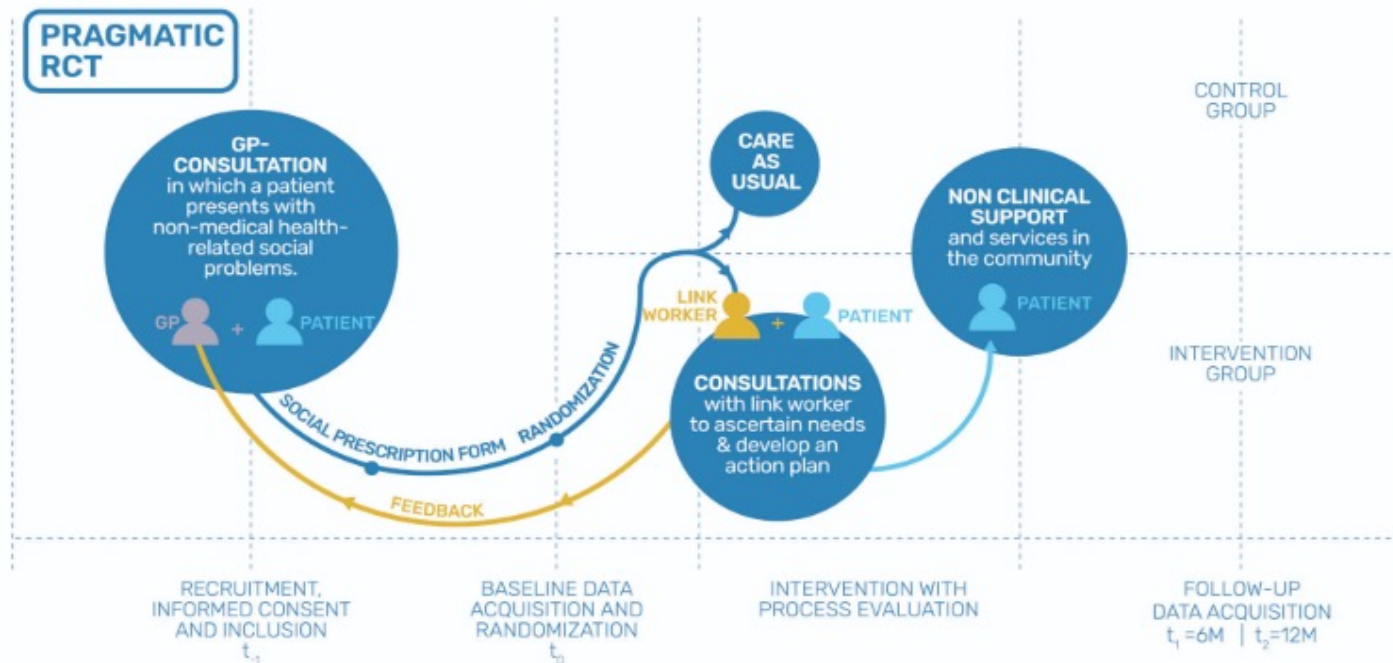 PRAGMATIC
RCT
GP-
CONSULTATION
in which a patient
presents with
non-medical health-
related social
problems.
GP
+
PATIENT
SOCIAL PRESCRIPTION FORM
RANDOMIZATION
FEEDBACK
CARE
AS
USUAL
LINK
WORKER
+
PATIENT
CONSULTATIONS
with link worker
to ascertain needs
& develop an
action plan
NON CLINICAL
SUPPORT
and services in
the community
PATIENT
CONTROL
GROUP
INTERVENTION
GROUP
RECRUITMENT,
INFORMED CONSENT
AND INCLUSION
t-1
BASELINE DATA
ACQUISITION AND
RANDOMIZATION
t0
INTERVENTION WITH
PROCESS EVALUATION
FOLLOW-UP
DATA ACQUISITION
t1 =6M | t2=12M